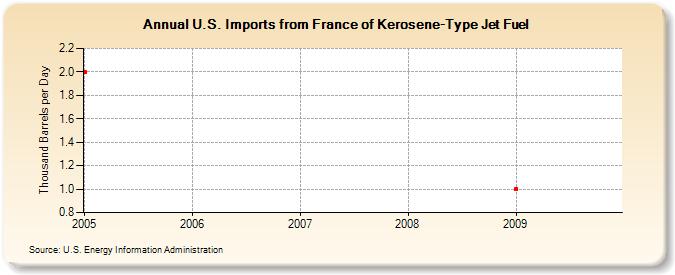 Annual U.S. Imports from France of Kerosene-Type Jet Fuel
Thousand Barrels per Day
2.2
2.0
1.8
1.6
1.4
1.2
1.0
0.8
2005 2006 2007 2008 2009
Source: U.S. Energy Information Administration